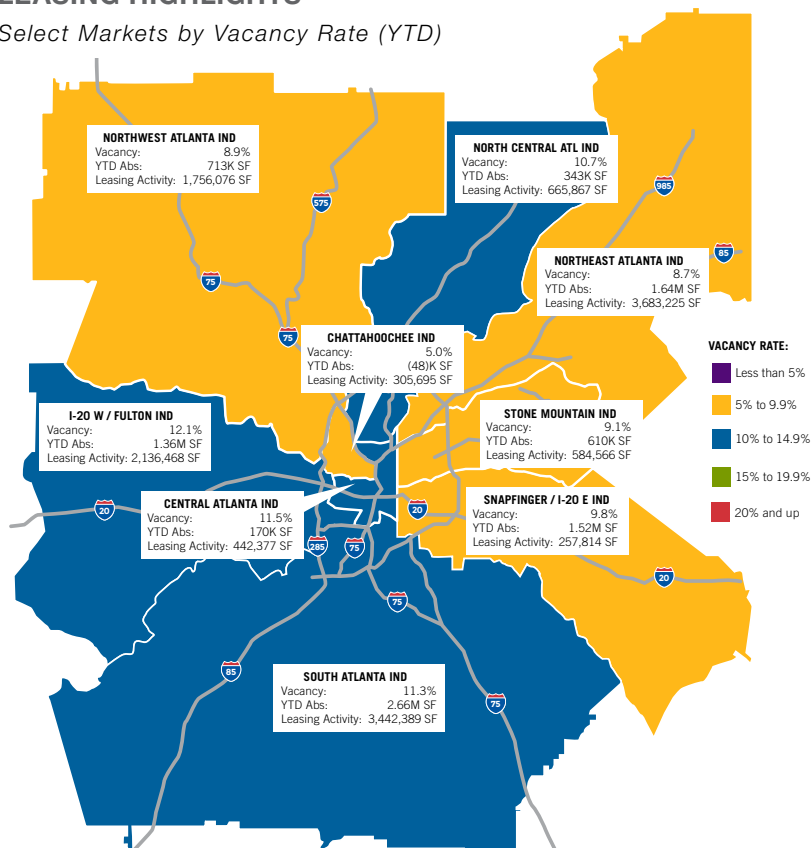 LEASING HIGHLIGHTS
Select Markets by Vacancy Rate (YTD)
NORTHWEST ATLANTA IND
Vacancy: 8.9%
YTD Abs: 713K SF
Leasing Activity: 1,756,076 SF
NORTH CENTRAL ATL IND
Vacancy: 10.7%
YTD Abs: 343K SF
Leasing Activity: 665,867 SF
985
575
NORTHEAST ATLANTA IND
Vacancy: 8.7%
YTD Abs: 1.64M SF
Leasing Activity: 3,683,225 SF
85
75
75
CHATTAHOOCHEE IND
Vacancy: 5.0%
YTD Abs: (48)K SF
Leasing Activity: 305,695 SF
VACANCY RATE:
Less than 5%
5% to 9.9%
10% to 14.9%
15% to 19.9%
20% and up
I-20 W / FULTON IND
Vacancy: 12.1%
YTD Abs: 1.36M SF
Leasing Activity: 2,136,468 SF
STONE MOUNTAIN IND
Vacancy: 9.1%
YTD Abs: 610K SF
Leasing Activity: 584,566 SF
CENTRAL ATLANTA IND
Vacancy: 11.5%
YTD Abs: 170K SF
Leasing Activity: 442,377 SF
SNAPFINGER / I-20 E IND
Vacancy: 9.8%
YTD Abs: 1.52M SF
Leasing Activity: 257,814 SF
20
20
285
75
20
75
85
75
SOUTH ATLANTA IND
Vacancy: 11.3%
YTD Abs: 2.66M SF
Leasing Activity: 3,442,389 SF